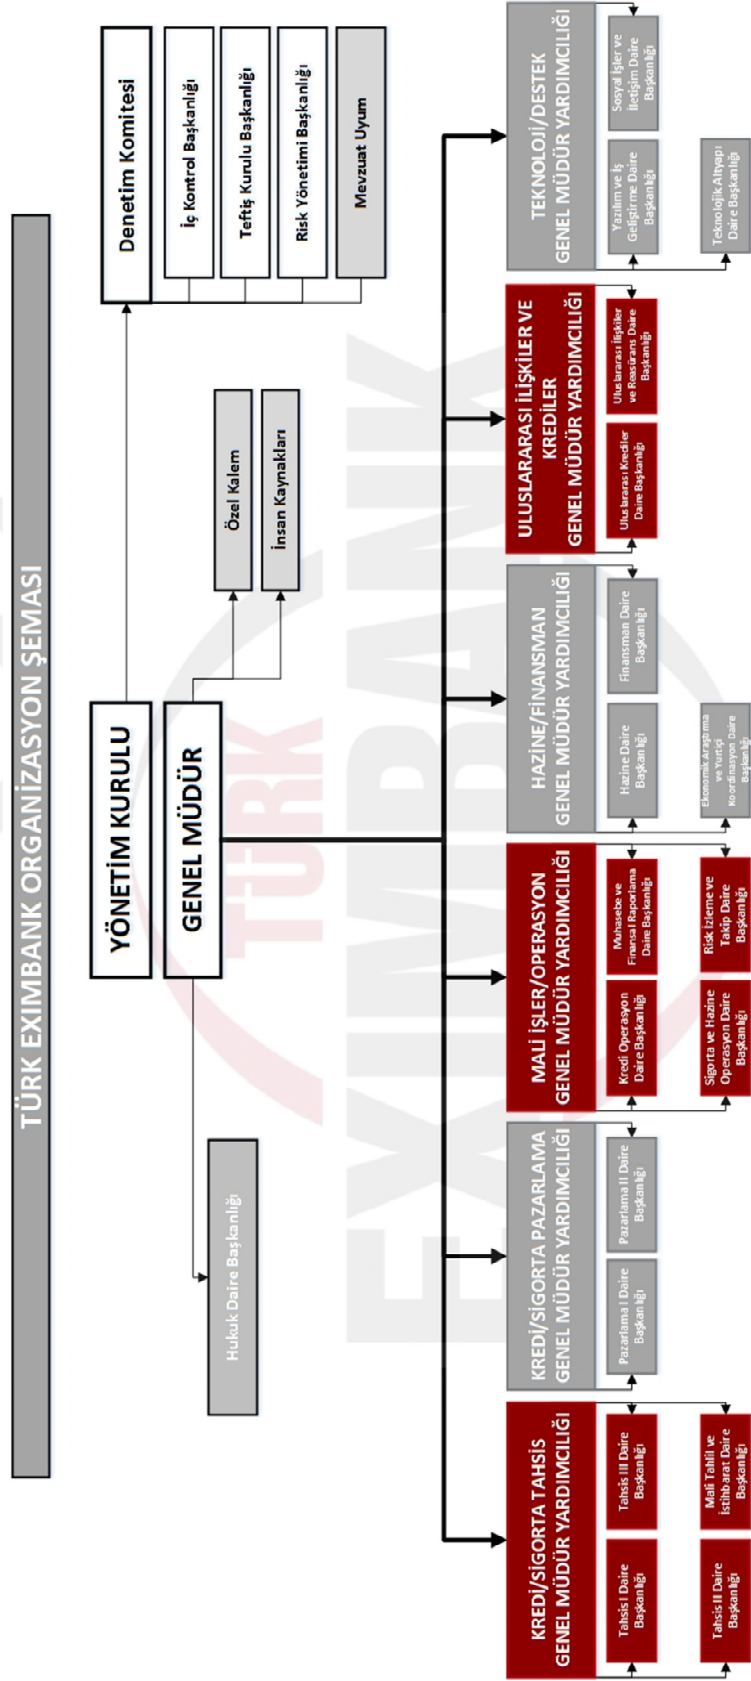 TÜRK EXIMBANK ORGANİZASYON ŞEMASI
YÖNETİM KURULU
GENEL MÜDÜR
Denetim Komitesi
İç Kontrol Başkanlığı
Teftiş Kurulu Başkanlığı
Risk Yönetimi Başkanlığı
Mevzuat Uyum
Özel Kalem
İnsan Kaynakları
Hukuk Daire Başkanlığı
TÜRK
EXIMBANK
KREDİ/SİGORTA TAHSİS
GENEL MÜDÜR YARDIMCILIĞI
Tahsis I Daire
Başkanlığı
Tahsis III Daire
Başkanlığı
Tahsis II Daire
Başkanlığı
Mali Tahlil ve
İstihbarat Daire
Başkanlığı
KREDİ/SİGORTA PAZARLAMA
GENEL MÜDÜR YARDIMCILIĞI
Pazarlama I Daire
Başkanlığı
Pazarlama II Daire
Başkanlığı
MALİ İŞLER/OPERASYON
GENEL MÜDÜR YARDIMCILIĞI
Kredi Operasyon
Daire Başkanlığı
Muhasebe ve
Finansal Raporlama
Daire Başkanlığı
Sigorta ve Hazine
Operasyon Daire
Başkanlığı
Risk İzleme ve
Takip Daire
Başkanlığı
HAZİNE/FİNANSMAN
GENEL MÜDÜR YARDIMCILIĞI
Hazine Daire
Başkanlığı
Finansman Daire
Başkanlığı
Ekonomik Araştırma
ve Yurtiçi
Koordinasyon Daire
Başkanlığı
ULUSLARARASI İLİŞKİLER VE
KREDİLER
GENEL MÜDÜR YARDIMCILIĞI
Uluslararası Krediler
Daire Başkanlığı
Uluslararası İlişkiler
ve Reasürans Daire
Başkanlığı
TEKNOLOJİ/DESTEK
GENEL MÜDÜR YARDIMCILIĞI
Yazılım ve İş
Geliştirme Daire
Başkanlığı
Sosyal İşler ve
İletişim Daire
Başkanlığı
Teknolojik Altyapı
Daire Başkanlığı